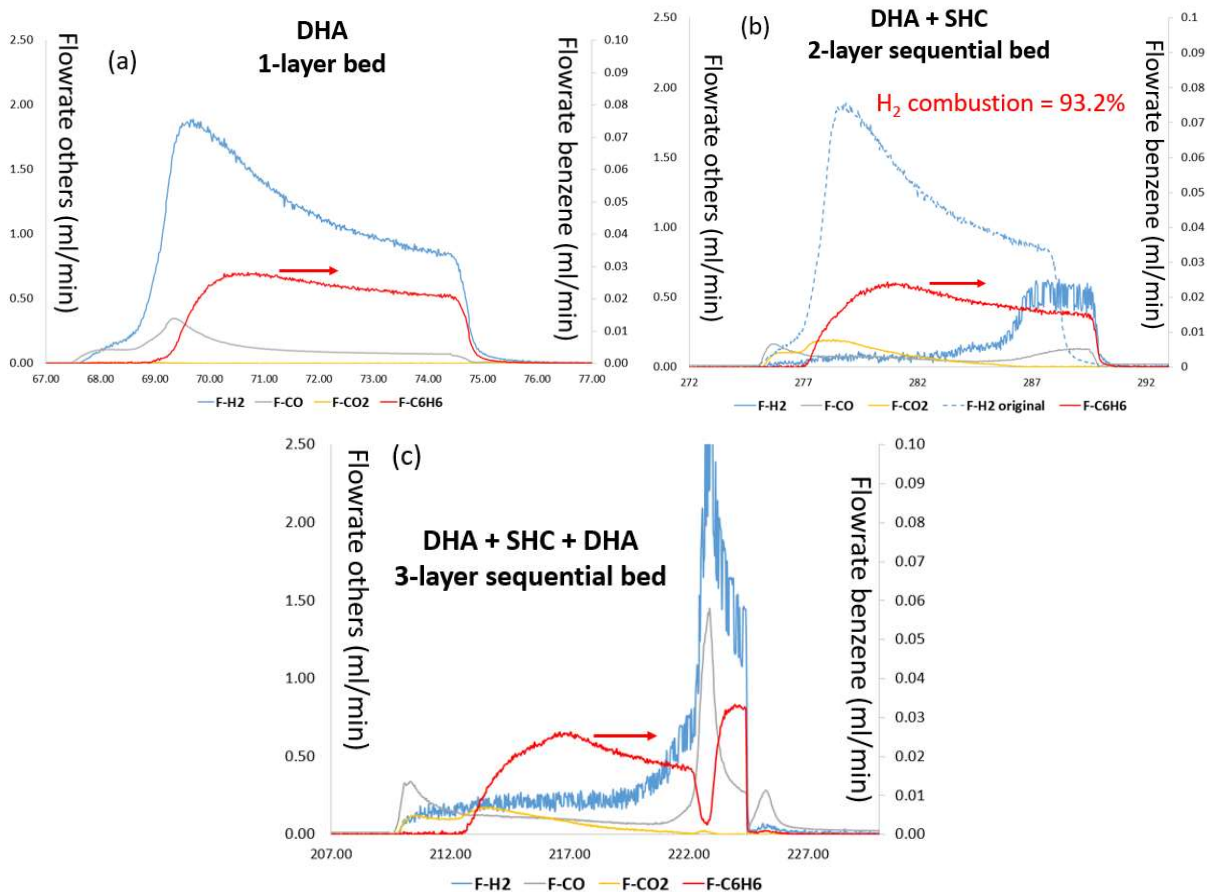 (a)
DHA
1-layer bed
Flowrate others (ml/min)
2.50
2.00
1.50
1.00
0.50
0.00
Flowrate benzene (ml/min)
0.10
0.09
0.08
0.07
0.06
0.05
0.04
0.03
0.02
0.01
0.00
67.00 68.00 69.00 70.00 71.00 72.00 73.00 74.00 75.00 76.00 77.00
F-H2 F-CO F-CO2 F-C6H6
(b)
DHA + SHC
2-layer sequential bed
H₂ combustion = 93.2%
Flowrate others (ml/min)
2.50
2.00
1.50
1.00
0.50
0.00
Flowrate benzene (ml/min)
0.1
0.09
0.08
0.07
0.06
0.05
0.04
0.03
0.02
0.01
0
272 277 282 287 292
F-H2 F-CO F-CO2 F-H2 original F-C6H6
(c)
DHA + SHC + DHA
3-layer sequential bed
Flowrate others (ml/min)
2.50
2.00
1.50
1.00
0.50
0.00
Flowrate benzene (ml/min)
0.10
0.09
0.08
0.07
0.06
0.05
0.04
0.03
0.02
0.01
0.00
207.00 212.00 217.00 222.00 227.00
F-H2 F-CO F-CO2 F-C6H6